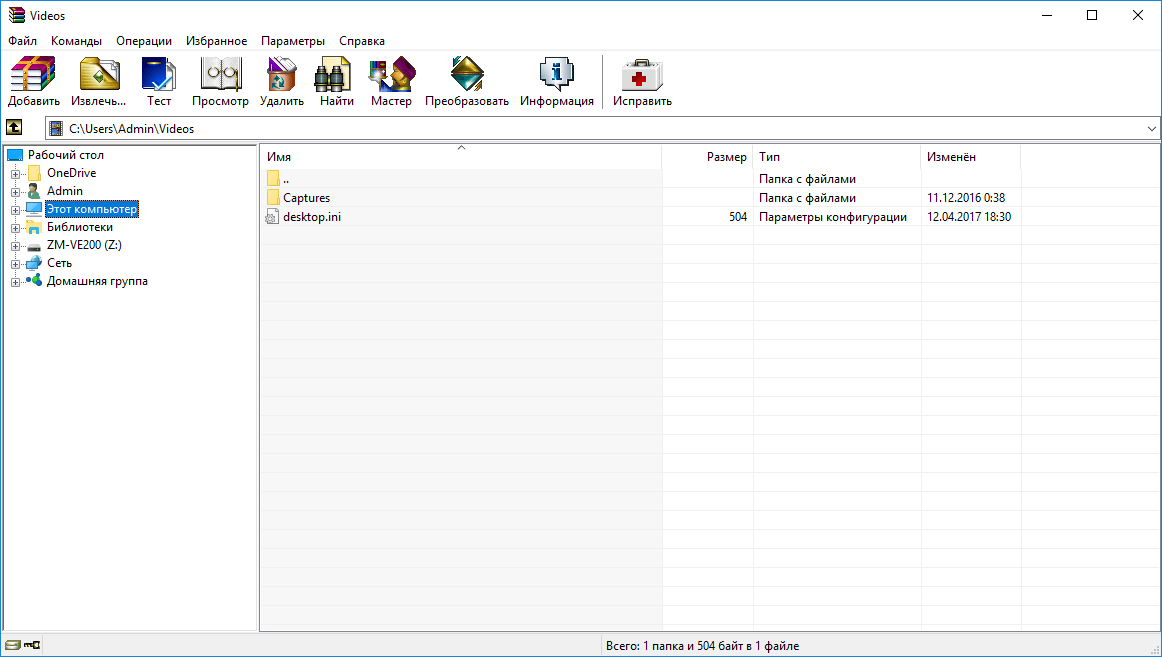 Videos
Файл Команды Операции Избранное Параметры Справка
Добавить Извлечь... Тест Просмотр Удалить Найти Мастер Преобразовать Информация Исправить
C:\Users\Admin\Videos
Рабочий стол
OneDrive
Admin
Этот компьютер
Библиотеки
ZM-VE200 (Z:)
Сеть
Домашняя группа
Имя Размер Тип Изменён
.. Папка с файлами
Captures Папка с файлами 11.12.2016 0:38
desktop.ini 504 Параметры конфигурации 12.04.2017 18:30
Всего: 1 папка и 504 байт в 1 файле